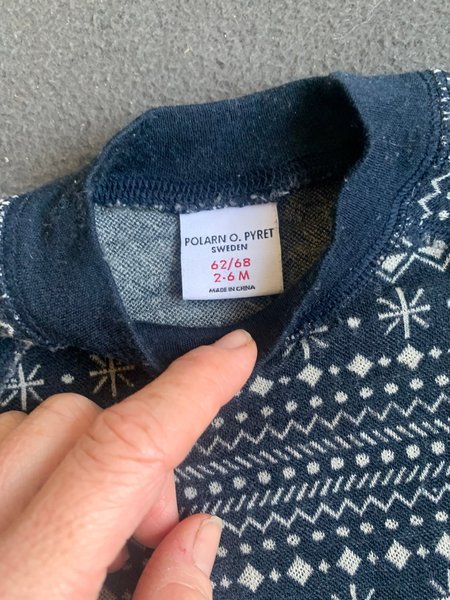 POLARN O. PYRET
SWEDEN
62/68
2-6 M
MADE IN CHINA